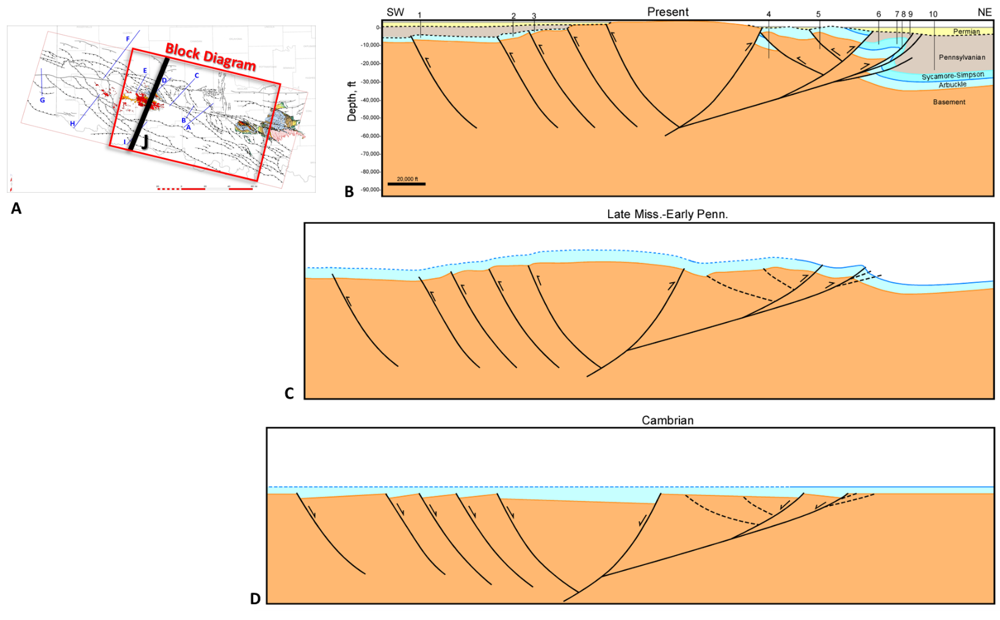 Block Diagram
F
E
D
C
G
H
B
A
I
J
A
SW
1
2
3
Present
4
5
6
7
8
9
10
NE
Depth, ft
0
-10,000
-20,000
-30,000
-40,000
-50,000
-60,000
-70,000
-80,000
-90,000
Permian
Pennsylvanian
Sycamore-Simpson
Arbuckle
Basement
20,000 ft
B
Late Miss.-Early Penn.
C
Cambrian
D